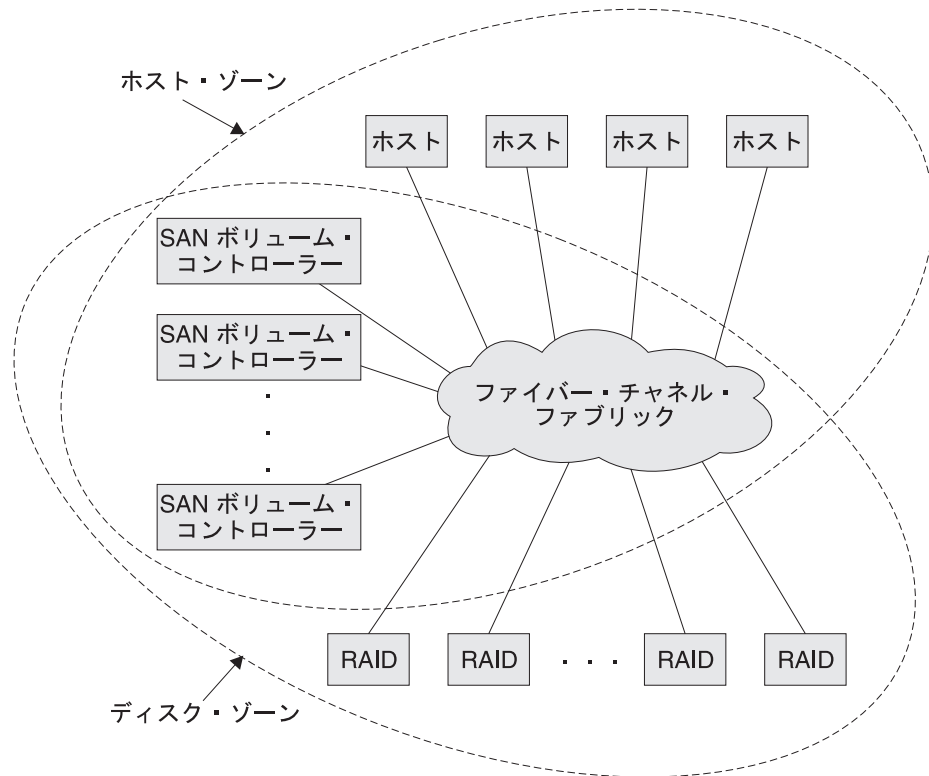 ホスト・ゾーン
ホスト
ホスト
ホスト
ホスト
SAN ボリューム・
コントローラー
SAN ボリューム・
コントローラー
ファイバー・チャネル・
ファブリック
SAN ボリューム・
コントローラー
RAID
RAID
RAID
RAID
ディスク・ゾーン